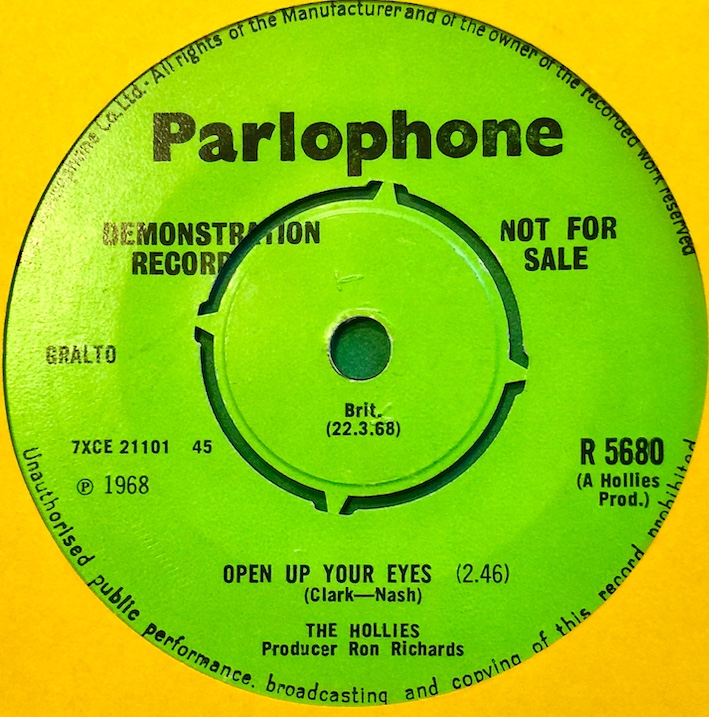 Co. Ltd. · All rights of the Manufacturer and of the owner of the recorded work reserved
Parlophone
DEMONSTRATION
RECORD
NOT FOR
SALE
GRALTO
Brit.
(22.3.68)
7XCE 21101 45
℗ 1968
R 5680
(A Hollies
Prod.)
OPEN UP YOUR EYES (2.46)
(Clark—Nash)
THE HOLLIES
Producer Ron Richards
Unauthorised public performance. broadcasting and copying of this record prohibited